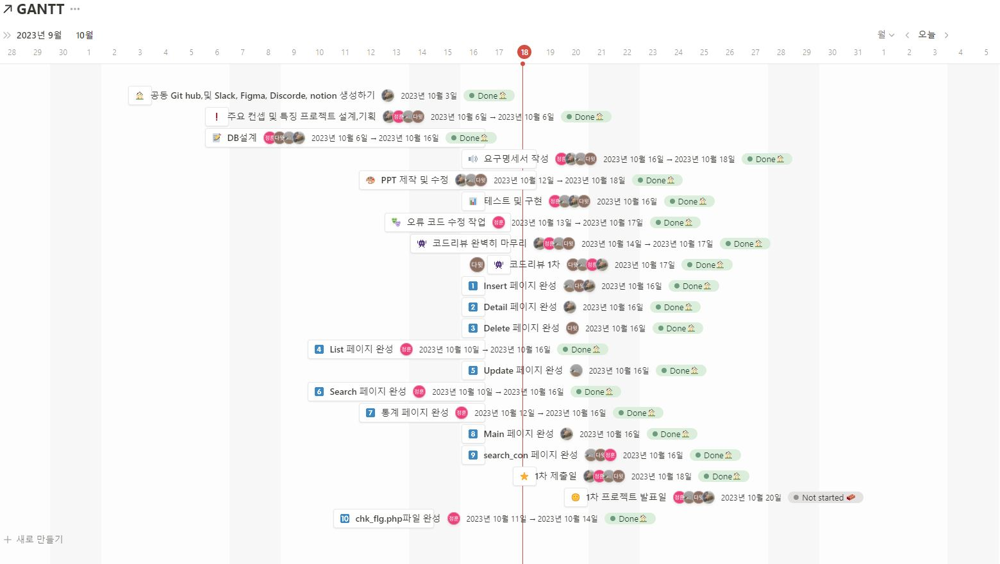 GANTT ···
2023년 9월 10월 월 오늘
28 29 30 1 2 3 4 5 6 7 8 9 10 11 12 13 14 15 16 17 18 19 20 21 22 23 24 25 26 27 28 29 30 31 1 2 3 4 5
공동 Git hub,및 Slack, Figma, Discorde, notion 생성하기 2023년 10월 3일 Done
주요 컨셉 및 특징 프로젝트 설계,기획 정훈 다윗 2023년 10월 6일 → 2023년 10월 6일 Done
DB설계 정훈 다윗 2023년 10월 6일 → 2023년 10월 16일 Done
요구명세서 작성 정훈 다윗 2023년 10월 16일 → 2023년 10월 18일 Done
PPT 제작 및 수정 다윗 2023년 10월 12일 → 2023년 10월 18일 Done
테스트 및 구현 정훈 다윗 2023년 10월 16일 Done
오류 코드 수정 작업 정훈 2023년 10월 13일 → 2023년 10월 17일 Done
코드리뷰 완벽히 마무리 정훈 다윗 2023년 10월 14일 → 2023년 10월 17일 Done
다윗 코드리뷰 1차 다윗 정훈 2023년 10월 17일 Done
1 Insert 페이지 완성 다윗 2023년 10월 16일 Done
2 Detail 페이지 완성 2023년 10월 16일 Done
3 Delete 페이지 완성 다윗 2023년 10월 16일 Done
4 List 페이지 완성 정훈 2023년 10월 10일 → 2023년 10월 16일 Done
5 Update 페이지 완성 2023년 10월 16일 Done
6 Search 페이지 완성 정훈 2023년 10월 10일 → 2023년 10월 16일 Done
7 통계 페이지 완성 정훈 2023년 10월 12일 → 2023년 10월 16일 Done
8 Main 페이지 완성 2023년 10월 16일 Done
9 search_con 페이지 완성 다윗 정훈 2023년 10월 16일 Done
1차 제출일 정훈 다윗 2023년 10월 18일 Done
1차 프로젝트 발표일 정훈 다윗 2023년 10월 20일 Not started
10 chk_flg.php파일 완성 정훈 2023년 10월 11일 → 2023년 10월 14일 Done
+ 새로 만들기